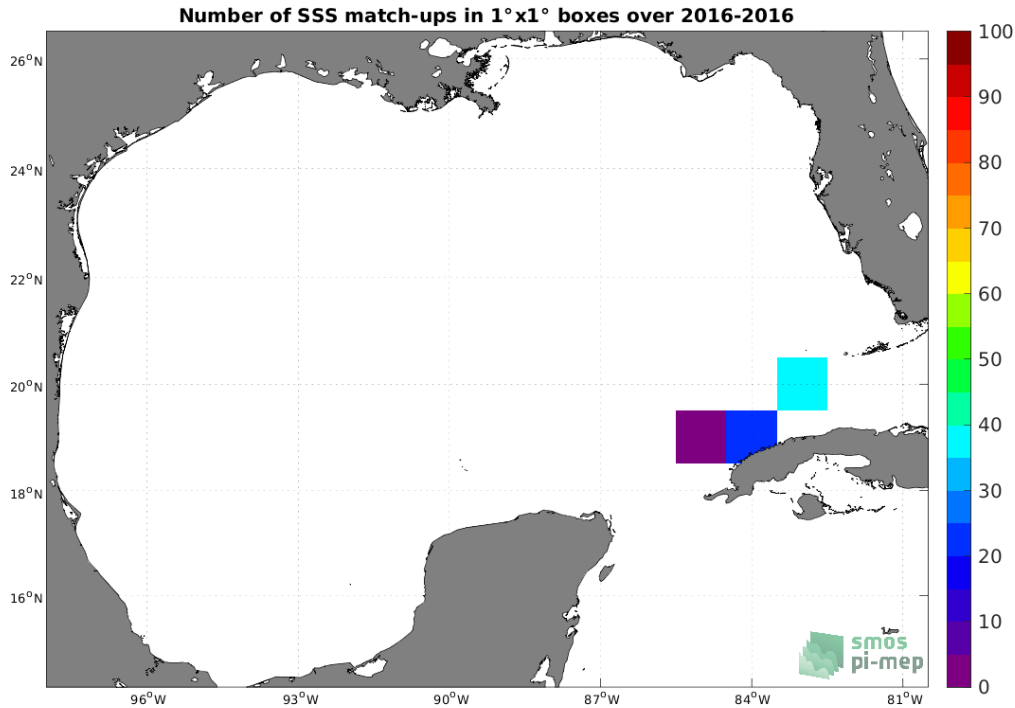 Number of SSS match-ups in 1°x1° boxes over 2016-2016
26°N
24°N
22°N
20°N
18°N
16°N
96°W
93°W
90°W
87°W
84°W
81°W
100
90
80
70
60
50
40
30
20
10
0
smos
pi-mep